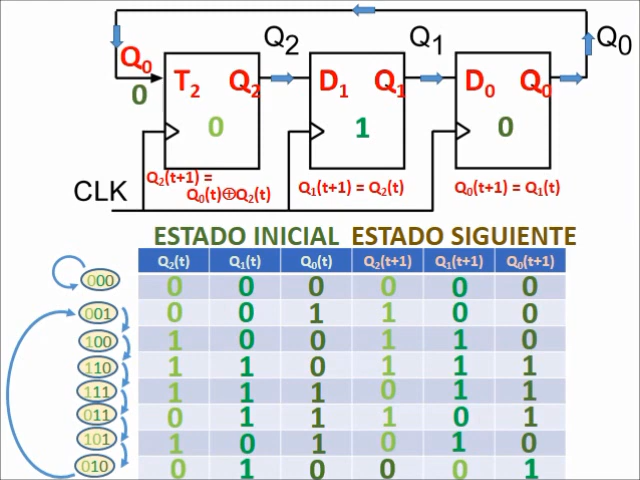 Q2 Q1 Q0
Q0
0
T2 Q2 D1 Q1 D0 Q0
0 1 0
CLK
Q2(t+1) =
Q0(t)⊕Q2(t)
Q1(t+1) = Q2(t)
Q0(t+1) = Q1(t)
ESTADO INICIAL ESTADO SIGUIENTE
Q2(t) Q1(t) Q0(t) Q2(t+1) Q1(t+1) Q0(t+1)
000 0 0 0 0 0 0
001 0 0 1 1 0 0
100 1 0 0 1 1 0
110 1 1 0 1 1 1
111 1 1 1 0 1 1
011 0 1 1 1 0 1
101 1 0 1 0 1 0
010 0 1 0 0 0 1